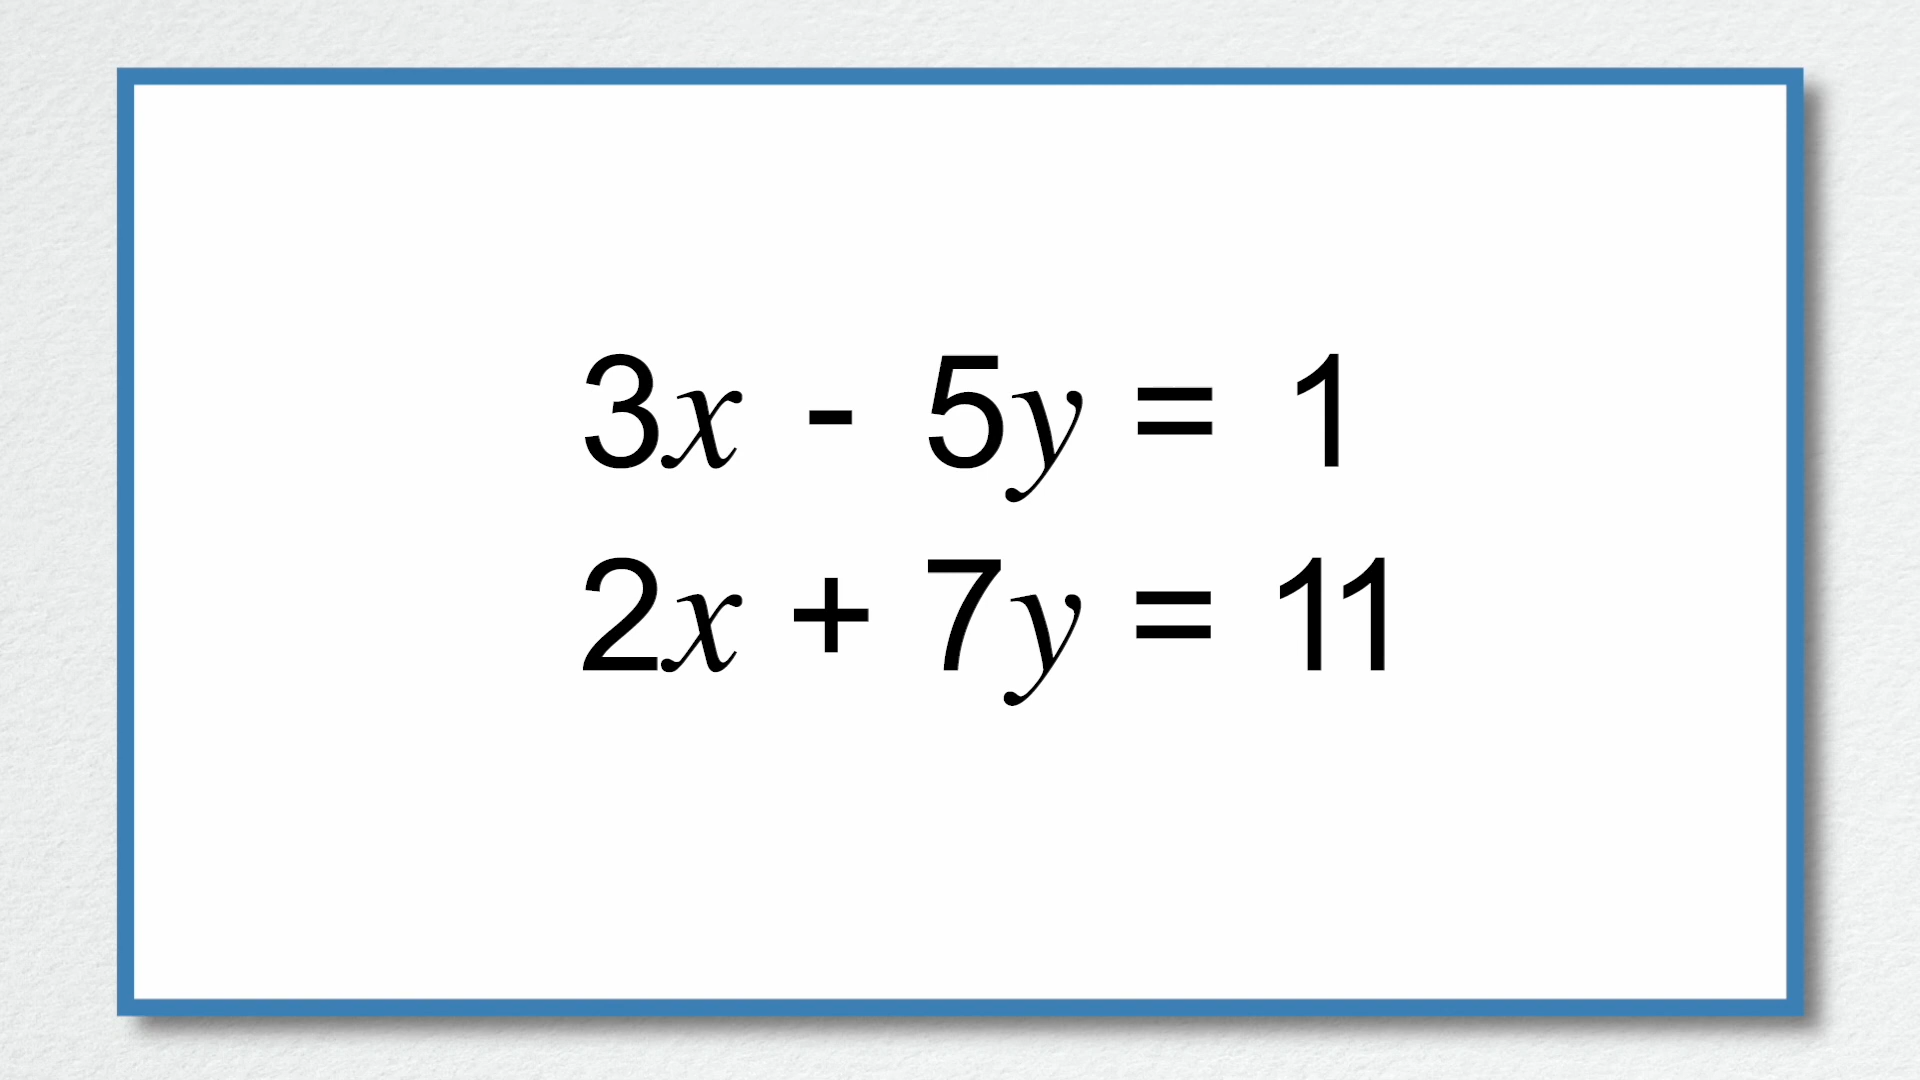 3x - 5y = 1
2x + 7y = 11